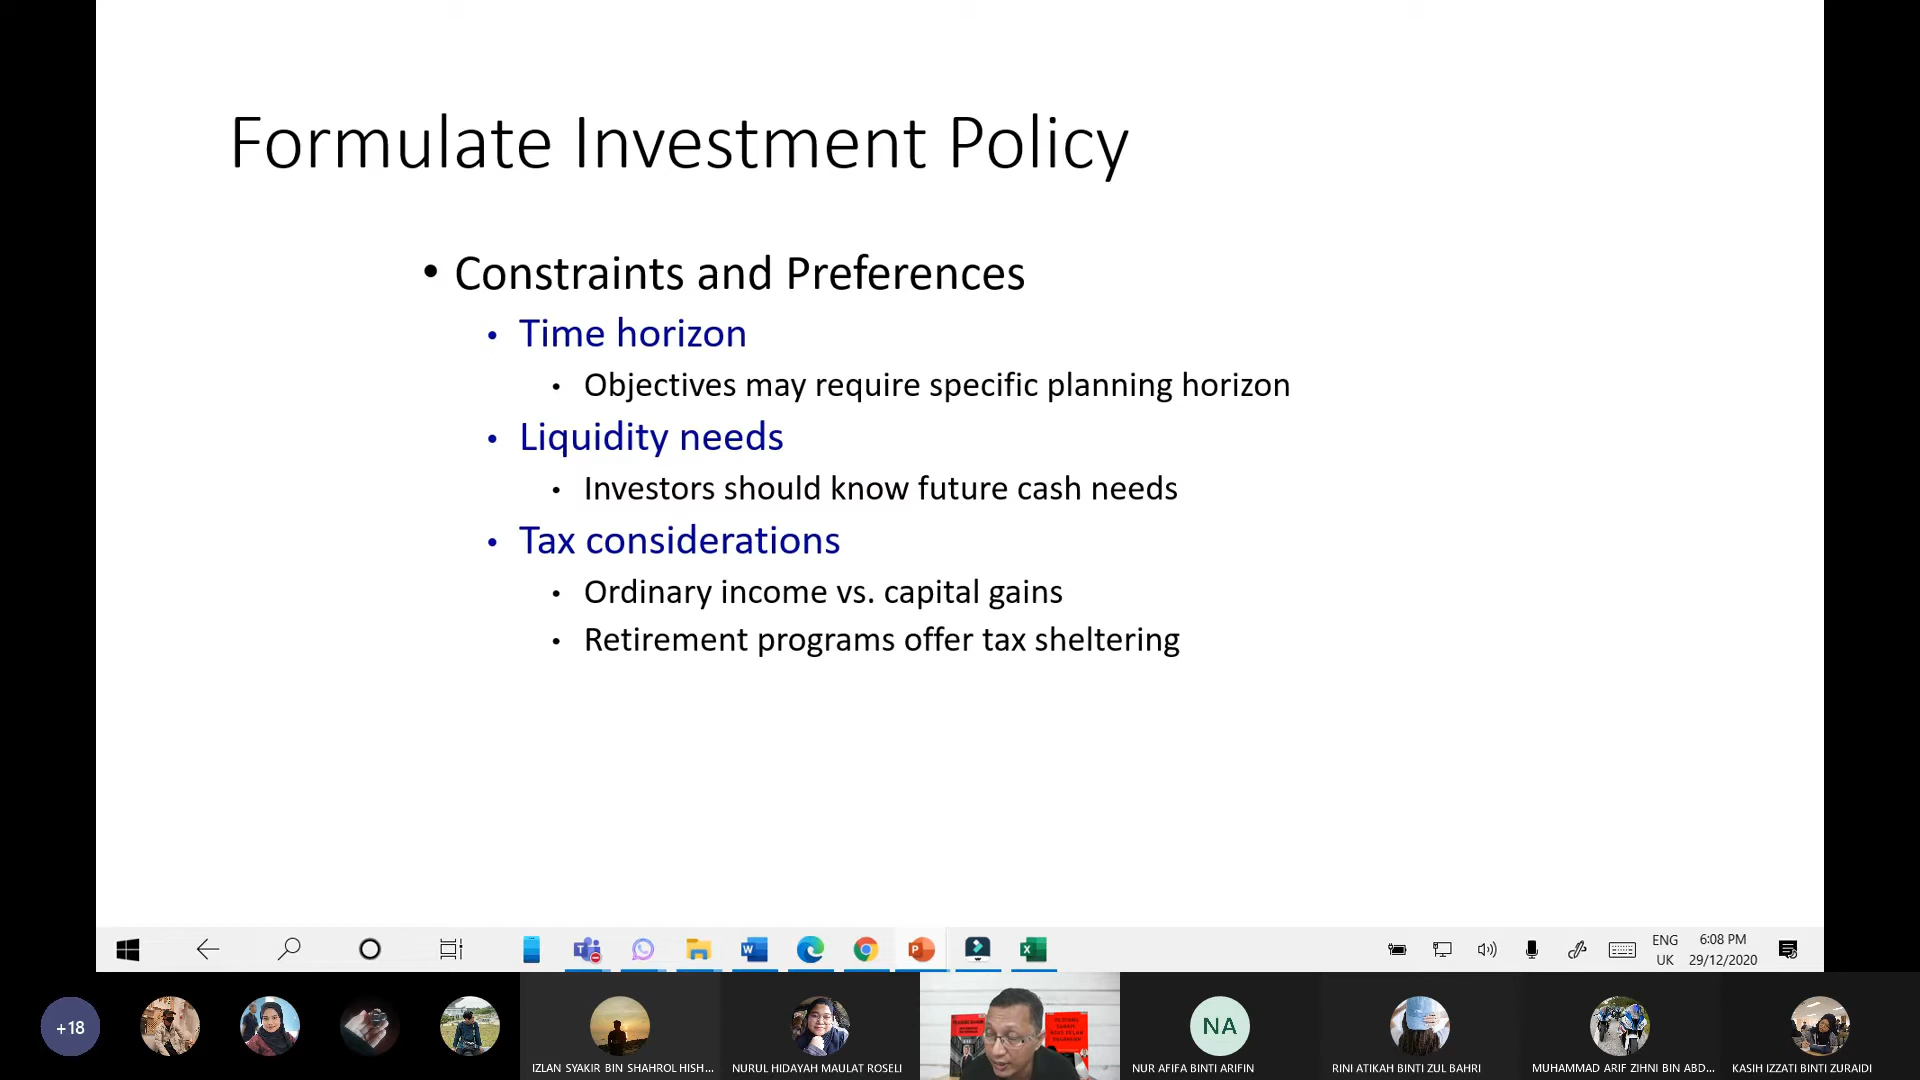 Formulate Investment Policy
• Constraints and Preferences
• Time horizon
• Objectives may require specific planning horizon
• Liquidity needs
• Investors should know future cash needs
• Tax considerations
• Ordinary income vs. capital gains
• Retirement programs offer tax sheltering
ENG
UK
6:08 PM
29/12/2020
+18
NA
IZLAN SYAKIR BIN SHAHROL HISH...
NURUL HIDAYAH MAULAT ROSELI
NUR AFIFA BINTI ARIFIN
RINI ATIKAH BINTI ZUL BAHRI
MUHAMMAD ARIF ZIHNI BIN ABD...
KASIH IZZATI BINTI ZURAIDI